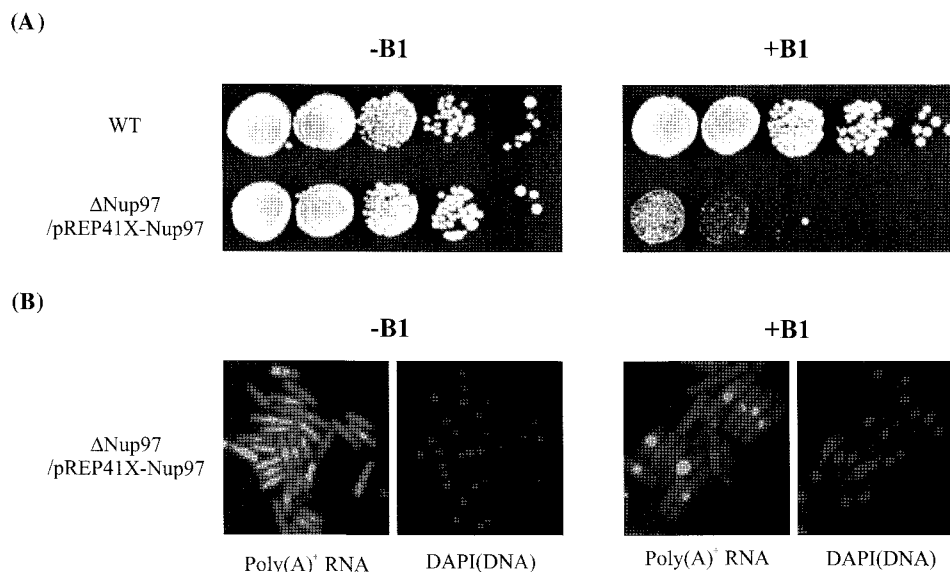 (A)
-B1
+B1
WT
ΔNup97
/pREP41X-Nup97
(B)
-B1
+B1
ΔNup97
/pREP41X-Nup97
Poly(A)⁺ RNA
DAPI(DNA)
Poly(A)⁺ RNA
DAPI(DNA)